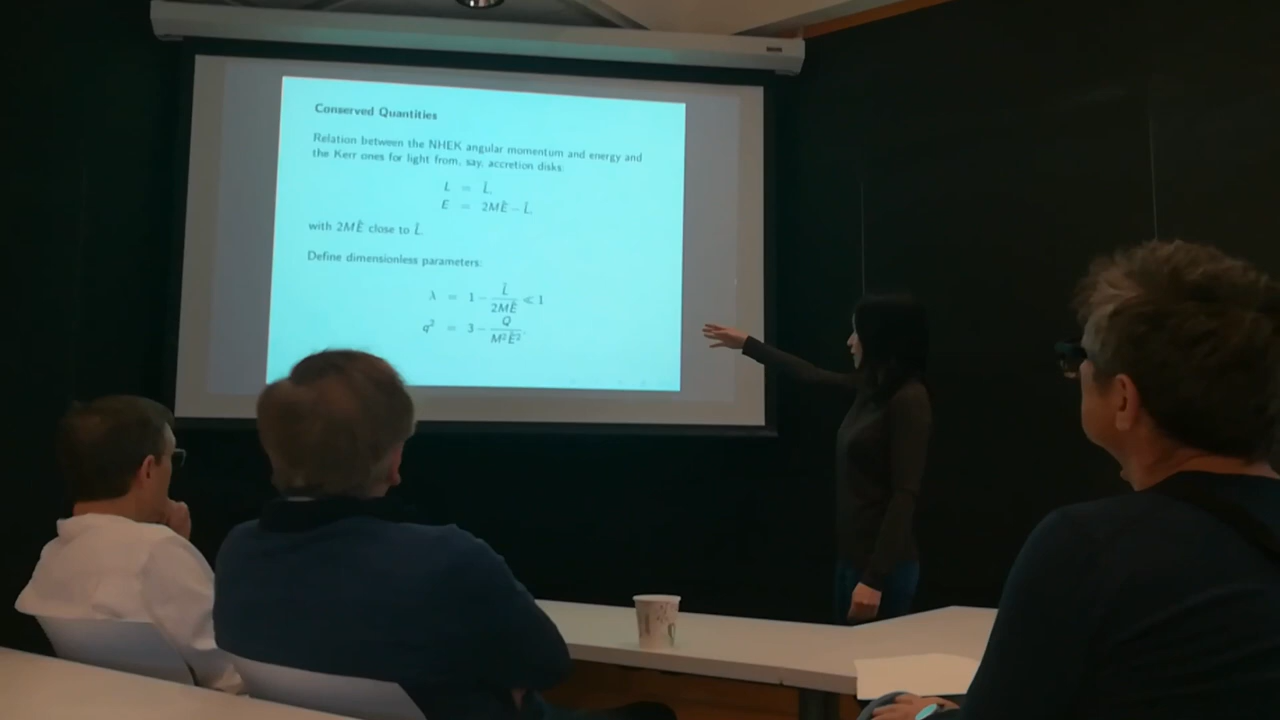 Conserved Quantities
Relation between the NHEK angular momentum and energy and
the Kerr ones for light from, say, accretion disks:
L = L̂,
E = 2MÊ − L̂,
with 2MÊ close to L̂.
Define dimensionless parameters:
λ = 1 − L̂/2MÊ ≪ 1
q² = 3 − Q/M²Ê².